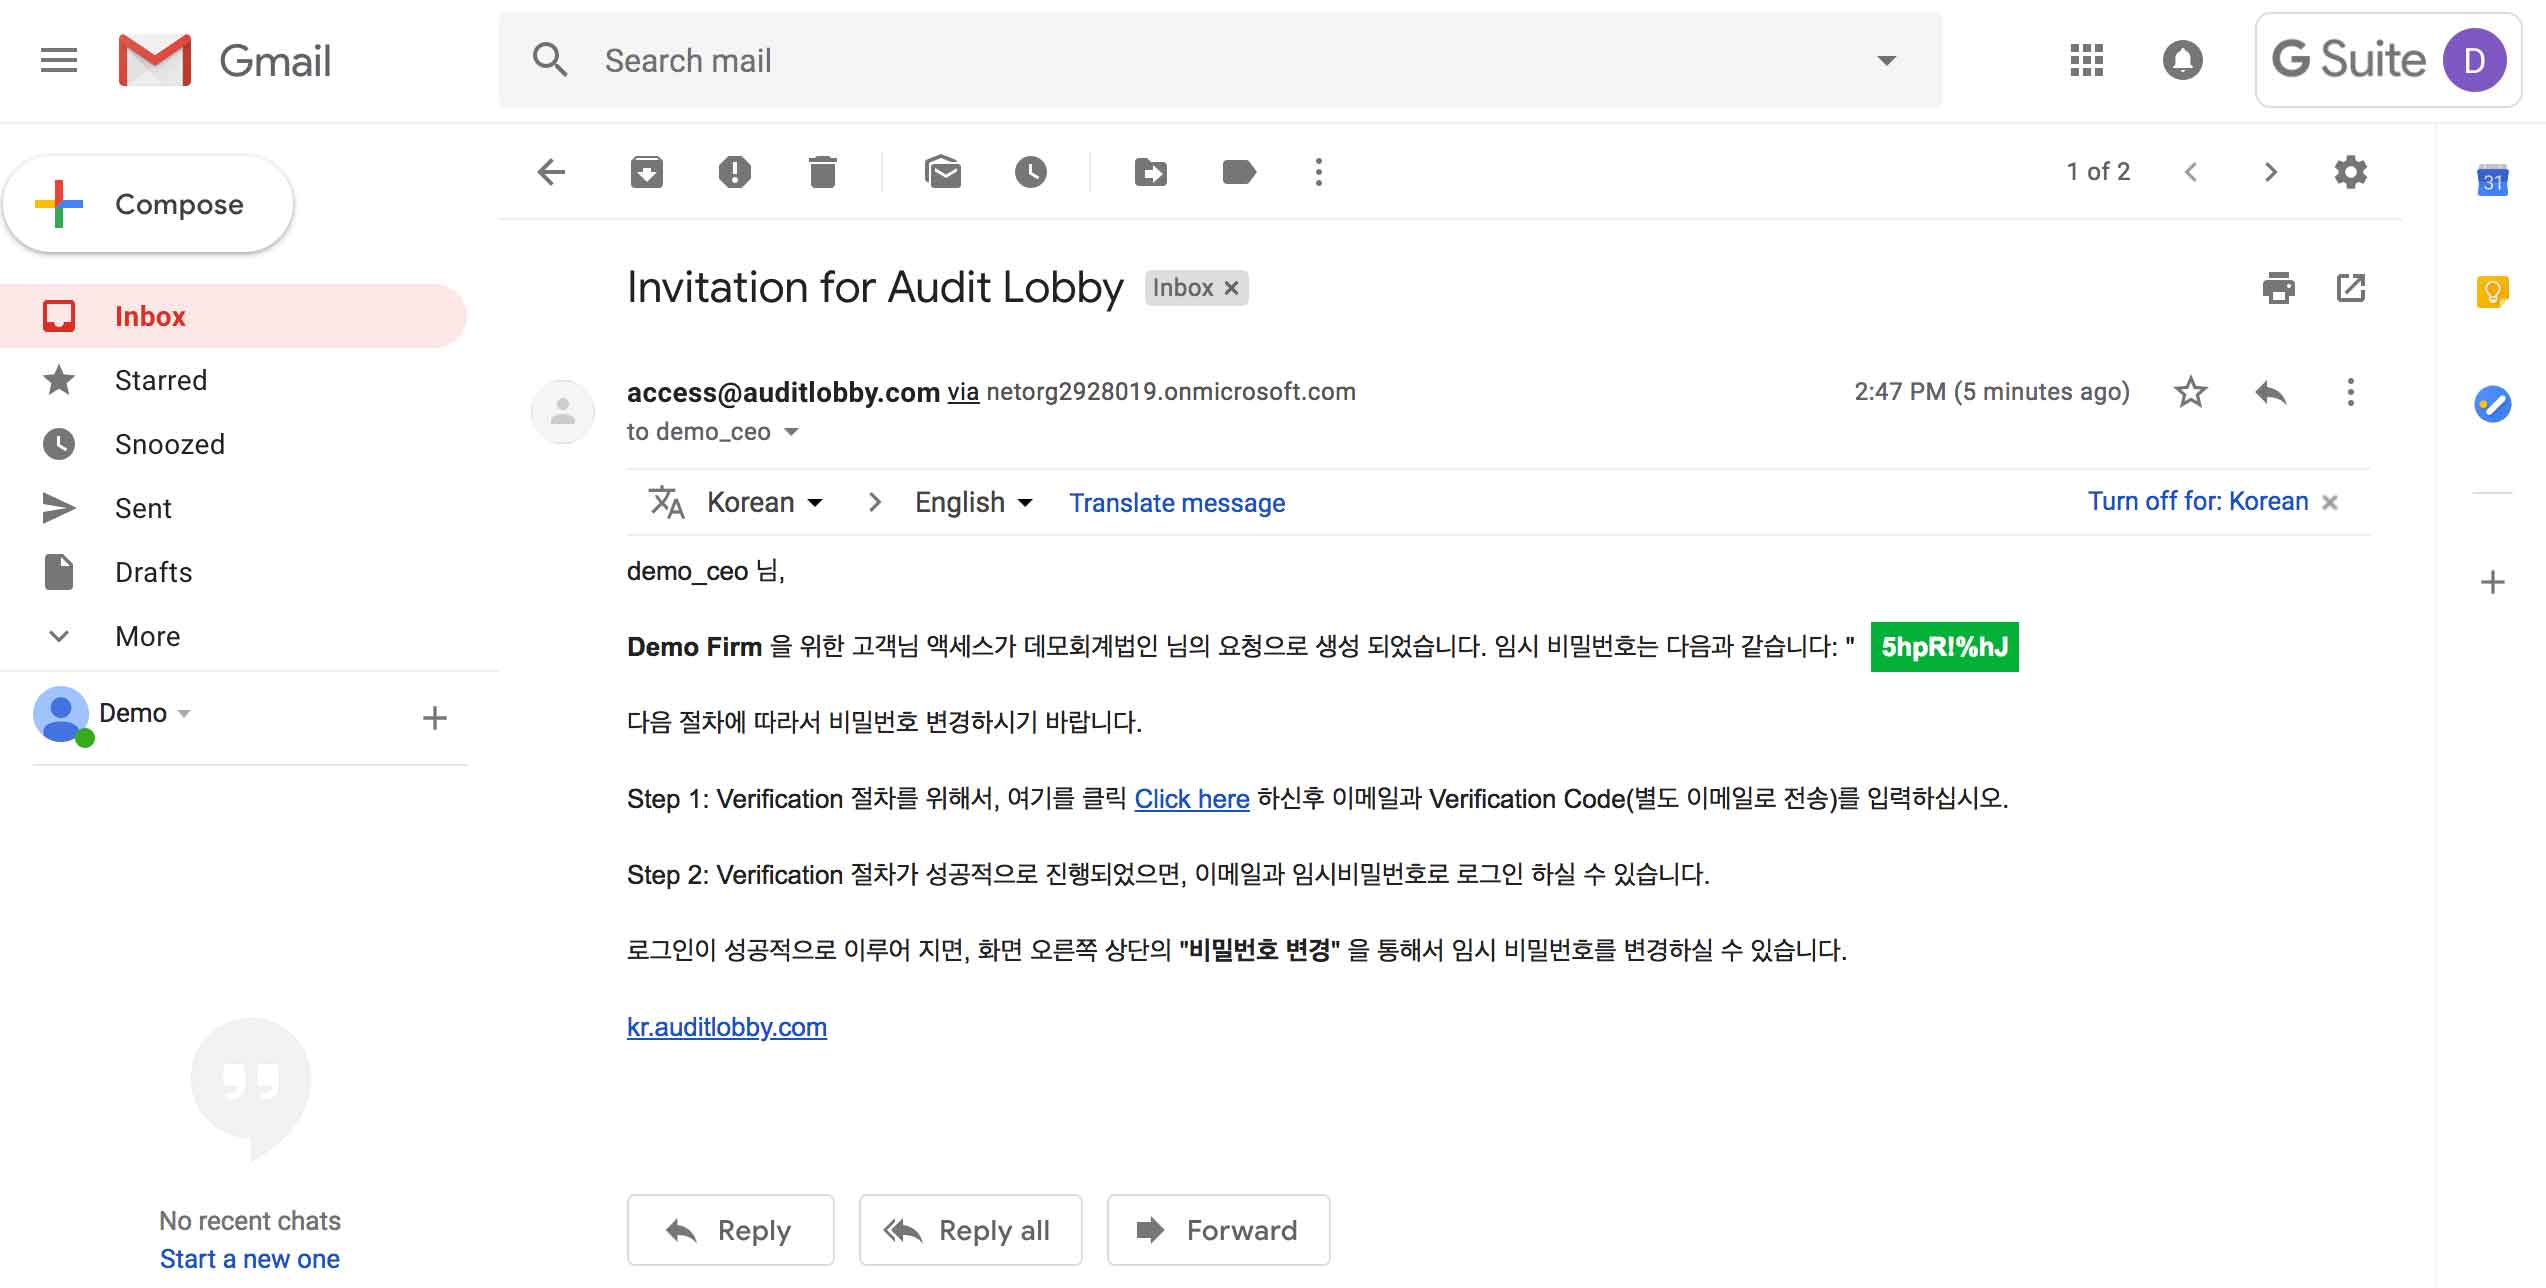 Gmail
Search mail
G Suite
D
Compose
1 of 2
31
Invitation for Audit Lobby Inbox ×
Inbox
Starred
Snoozed
Sent
Drafts
More
Demo
access@auditlobby.com via netorg2928019.onmicrosoft.com
2:47 PM (5 minutes ago)
to demo_ceo
Korean > English Translate message
Turn off for: Korean ×
demo_ceo 님,
Demo Firm 을 위한 고객님 액세스가 데모회계법인 님의 요청으로 생성 되었습니다. 임시 비밀번호는 다음과 같습니다: " 5hpR!%hJ
다음 절차에 따라서 비밀번호 변경하시기 바랍니다.
Step 1: Verification 절차를 위해서, 여기를 클릭 Click here 하신후 이메일과 Verification Code(별도 이메일로 전송)를 입력하십시오.
Step 2: Verification 절차가 성공적으로 진행되었으면, 이메일과 임시비밀번호로 로그인 하실 수 있습니다.
로그인이 성공적으로 이루어 지면, 화면 오른쪽 상단의 "비밀번호 변경" 을 통해서 임시 비밀번호를 변경하실 수 있습니다.
kr.auditlobby.com
No recent chats
Start a new one
Reply
Reply all
Forward